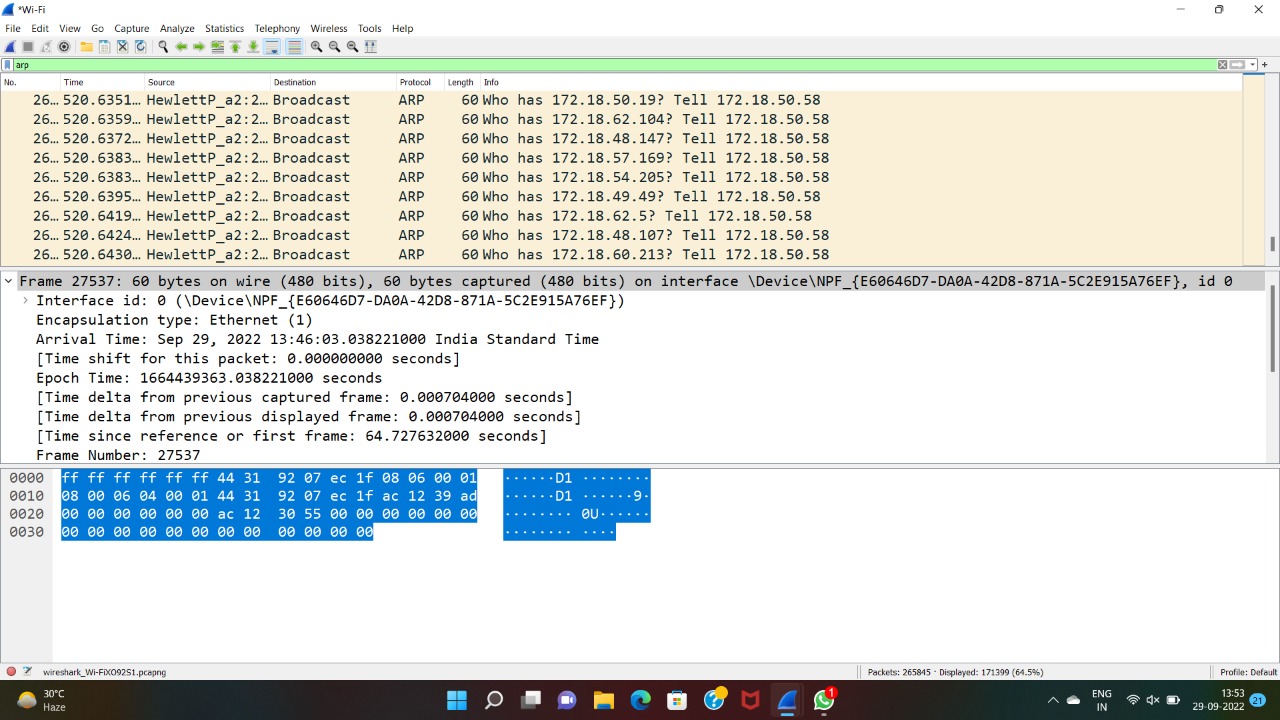 *Wi-Fi
File Edit View Go Capture Analyze Statistics Telephony Wireless Tools Help
arp
No. Time Source Destination Protocol Length Info
26… 520.6351… HewlettP_a2:2… Broadcast ARP 60 Who has 172.18.50.19? Tell 172.18.50.58
26… 520.6359… HewlettP_a2:2… Broadcast ARP 60 Who has 172.18.62.104? Tell 172.18.50.58
26… 520.6372… HewlettP_a2:2… Broadcast ARP 60 Who has 172.18.48.147? Tell 172.18.50.58
26… 520.6383… HewlettP_a2:2… Broadcast ARP 60 Who has 172.18.57.169? Tell 172.18.50.58
26… 520.6383… HewlettP_a2:2… Broadcast ARP 60 Who has 172.18.54.205? Tell 172.18.50.58
26… 520.6395… HewlettP_a2:2… Broadcast ARP 60 Who has 172.18.49.49? Tell 172.18.50.58
26… 520.6419… HewlettP_a2:2… Broadcast ARP 60 Who has 172.18.62.5? Tell 172.18.50.58
26… 520.6424… HewlettP_a2:2… Broadcast ARP 60 Who has 172.18.48.107? Tell 172.18.50.58
26… 520.6430… HewlettP_a2:2… Broadcast ARP 60 Who has 172.18.60.213? Tell 172.18.50.58
Frame 27537: 60 bytes on wire (480 bits), 60 bytes captured (480 bits) on interface \Device\NPF_{E60646D7-DA0A-42D8-871A-5C2E915A76EF}, id 0
Interface id: 0 (\Device\NPF_{E60646D7-DA0A-42D8-871A-5C2E915A76EF})
Encapsulation type: Ethernet (1)
Arrival Time: Sep 29, 2022 13:46:03.038221000 India Standard Time
[Time shift for this packet: 0.000000000 seconds]
Epoch Time: 1664439363.038221000 seconds
[Time delta from previous captured frame: 0.000704000 seconds]
[Time delta from previous displayed frame: 0.000704000 seconds]
[Time since reference or first frame: 64.727632000 seconds]
Frame Number: 27537
0000 ff ff ff ff ff ff 44 31 92 07 ec 1f 08 06 00 01 ······D1 ········
0010 08 00 06 04 00 01 44 31 92 07 ec 1f ac 12 39 ad ······D1 ······9·
0020 00 00 00 00 00 00 ac 12 30 55 00 00 00 00 00 00 ········ 0U······
0030 00 00 00 00 00 00 00 00 00 00 00 00 ········ ····
wireshark_Wi-FiXO92S1.pcapng Packets: 265845 · Displayed: 171399 (64.5%) Profile: Default
30°C
Haze
1
ENG
IN
13:53
29-09-2022
21